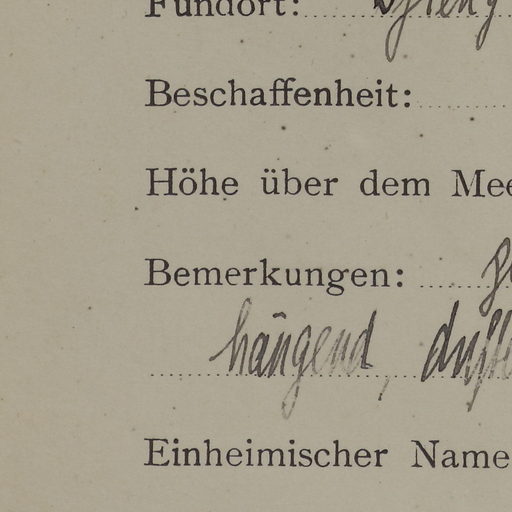 Fundort:
Beschaffenheit:
Höhe über dem Mee
Bemerkungen:
hängend,
Einheimischer Name